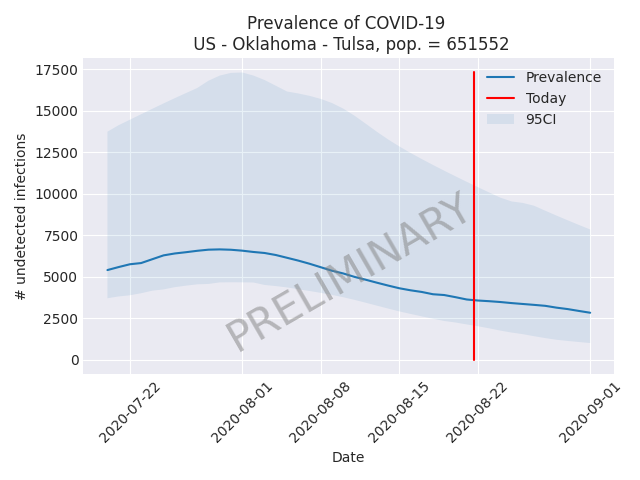 Prevalence of COVID-19
US - Oklahoma - Tulsa, pop. = 651552
17500
15000
12500
10000
7500
5000
2500
0
# undetected infections
Prevalence
Today
95CI
PRELIMINARY
2020-07-22
2020-08-01
2020-08-08
2020-08-15
2020-08-22
2020-09-01
Date